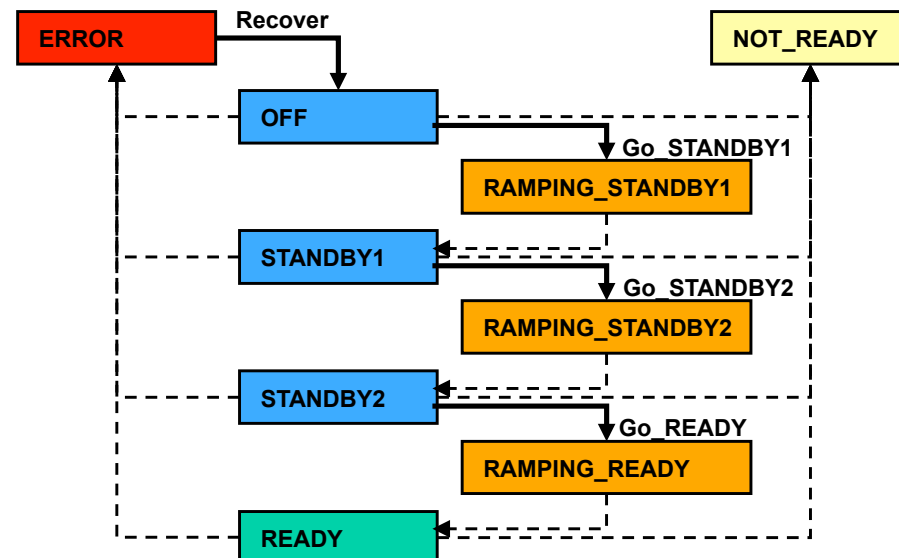 Recover
ERROR
NOT_READY
OFF
Go_STANDBY1
RAMPING_STANDBY1
STANDBY1
Go_STANDBY2
RAMPING_STANDBY2
STANDBY2
Go_READY
RAMPING_READY
READY